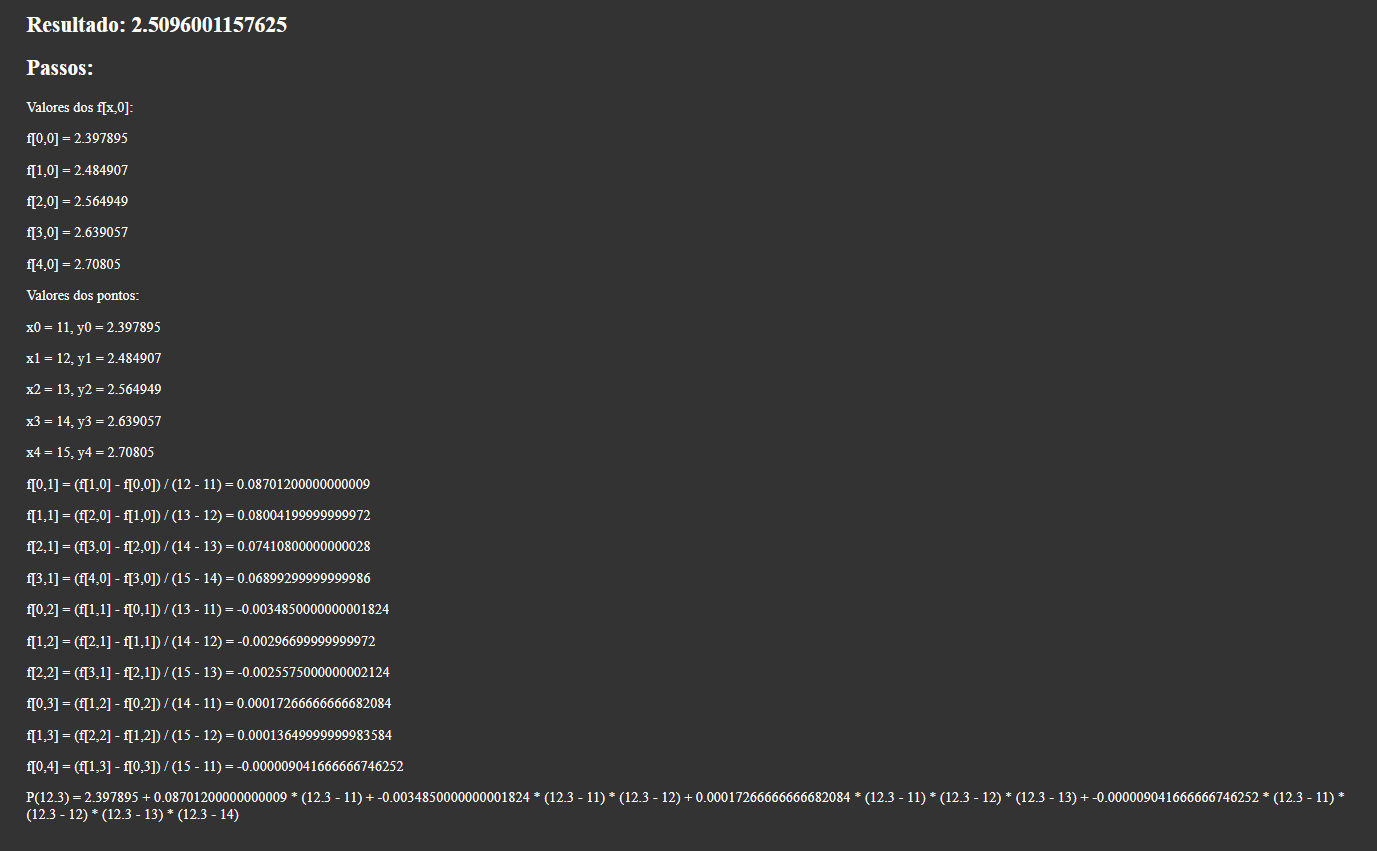 Resultado: 2.5096001157625
Passos:
Valores dos f[x,0]:
f[0,0] = 2.397895
f[1,0] = 2.484907
f[2,0] = 2.564949
f[3,0] = 2.639057
f[4,0] = 2.70805
Valores dos pontos:
x0 = 11, y0 = 2.397895
x1 = 12, y1 = 2.484907
x2 = 13, y2 = 2.564949
x3 = 14, y3 = 2.639057
x4 = 15, y4 = 2.70805
f[0,1] = (f[1,0] - f[0,0]) / (12 - 11) = 0.08701200000000009
f[1,1] = (f[2,0] - f[1,0]) / (13 - 12) = 0.08004199999999972
f[2,1] = (f[3,0] - f[2,0]) / (14 - 13) = 0.07410800000000028
f[3,1] = (f[4,0] - f[3,0]) / (15 - 14) = 0.06899299999999986
f[0,2] = (f[1,1] - f[0,1]) / (13 - 11) = -0.0034850000000001824
f[1,2] = (f[2,1] - f[1,1]) / (14 - 12) = -0.00296699999999972
f[2,2] = (f[3,1] - f[2,1]) / (15 - 13) = -0.0025575000000002124
f[0,3] = (f[1,2] - f[0,2]) / (14 - 11) = 0.00017266666666682084
f[1,3] = (f[2,2] - f[1,2]) / (15 - 12) = 0.00013649999999983584
f[0,4] = (f[1,3] - f[0,3]) / (15 - 11) = -0.000009041666666746252
P(12.3) = 2.397895 + 0.08701200000000009 * (12.3 - 11) + -0.0034850000000001824 * (12.3 - 11) * (12.3 - 12) + 0.00017266666666682084 * (12.3 - 11) * (12.3 - 12) * (12.3 - 13) + -0.000009041666666746252 * (12.3 - 11) *
(12.3 - 12) * (12.3 - 13) * (12.3 - 14)